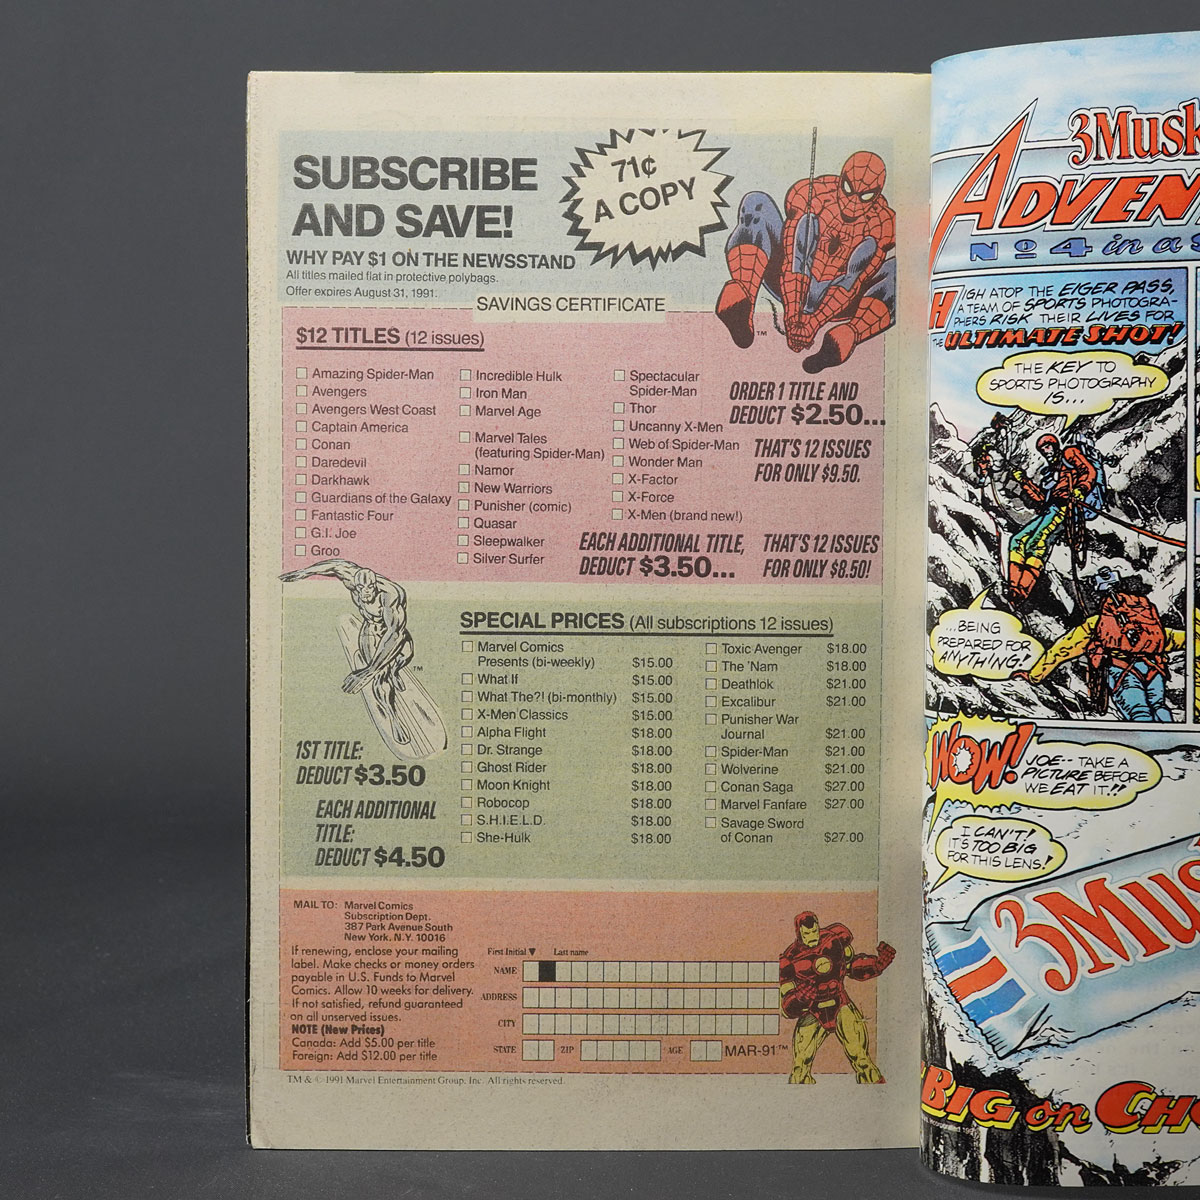 SUBSCRIBE
AND SAVE!
71¢
A COPY
WHY PAY $1 ON THE NEWSSTAND
All titles mailed flat in protective polybags.
Offer expires August 31, 1991.
SAVINGS CERTIFICATE
TM
$12 TITLES (12 issues)
Amazing Spider-Man
Avengers
Avengers West Coast
Captain America
Conan
Daredevil
Darkhawk
Guardians of the Galaxy
Fantastic Four
G.I. Joe
Groo
Incredible Hulk
Iron Man
Marvel Age
Marvel Tales
(featuring Spider-Man)
Namor
New Warriors
Punisher (comic)
Quasar
Sleepwalker
Silver Surfer
Spectacular
Spider-Man
Thor
Uncanny X-Men
Web of Spider-Man
Wonder Man
X-Factor
X-Force
X-Men (brand new!)
ORDER 1 TITLE AND
DEDUCT $2.50...
THAT'S 12 ISSUES
FOR ONLY $9.50.
EACH ADDITIONAL TITLE,
DEDUCT $3.50...
THAT'S 12 ISSUES
FOR ONLY $8.50!
TM
SPECIAL PRICES (All subscriptions 12 issues)
Marvel Comics
Presents (bi-weekly) $15.00
What If $15.00
What The?! (bi-monthly) $15.00
X-Men Classics $15.00
Alpha Flight $18.00
Dr. Strange $18.00
Ghost Rider $18.00
Moon Knight $18.00
Robocop $18.00
S.H.I.E.L.D. $18.00
She-Hulk $18.00
Toxic Avenger $18.00
The 'Nam $18.00
Deathlok $21.00
Excalibur $21.00
Punisher War
Journal $21.00
Spider-Man $21.00
Wolverine $21.00
Conan Saga $27.00
Marvel Fanfare $27.00
Savage Sword
of Conan $27.00
1ST TITLE:
DEDUCT $3.50
EACH ADDITIONAL
TITLE:
DEDUCT $4.50
MAIL TO: Marvel Comics
Subscription Dept.
387 Park Avenue South
New York, N.Y. 10016
If renewing, enclose your mailing
label. Make checks or money orders
payable in U.S. Funds to Marvel
Comics. Allow 10 weeks for delivery.
If not satisfied, refund guaranteed
on all unserved issues.
NOTE (New Prices)
Canada: Add $5.00 per title
Foreign: Add $12.00 per title
First Initial ▼ Last name
NAME
ADDRESS
CITY
STATE ZIP AGE MAR-91™
TM & © 1991 Marvel Entertainment Group, Inc. All rights reserved.
3Musk
ADVEN
No 4 in a S
HIGH ATOP THE EIGER PASS,
A TEAM OF SPORTS PHOTOGRA-
PHERS RISK THEIR LIVES FOR
THE ULTIMATE SHOT!
THE KEY TO
SPORTS PHOTOGRAPHY
IS...
...BEING
PREPARED FOR
ANYTHING!
WOW! JOE-- TAKE A
PICTURE BEFORE
WE EAT IT!!
I CAN'T!
IT'S TOO BIG
FOR THIS LENS!
3Mus
BIG on CHO